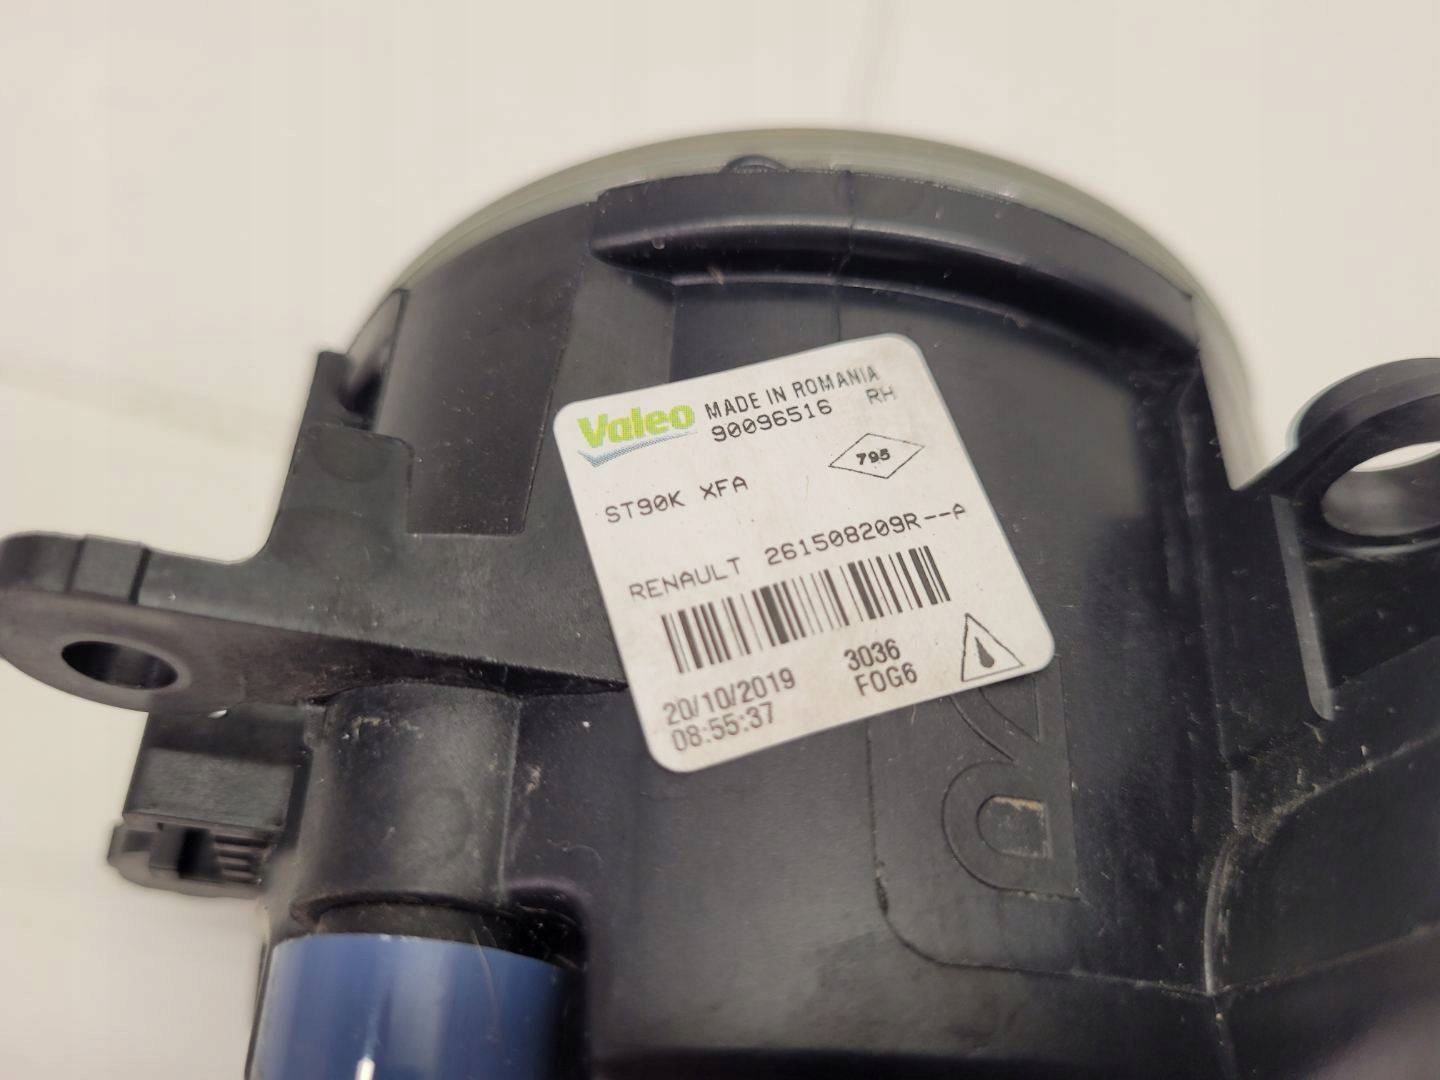 Valeo MADE IN ROMANIA
90096516 RH
795
ST90K XFA
RENAULT 261508209R--A
20/10/2019 3036
08:55:37 FOG6